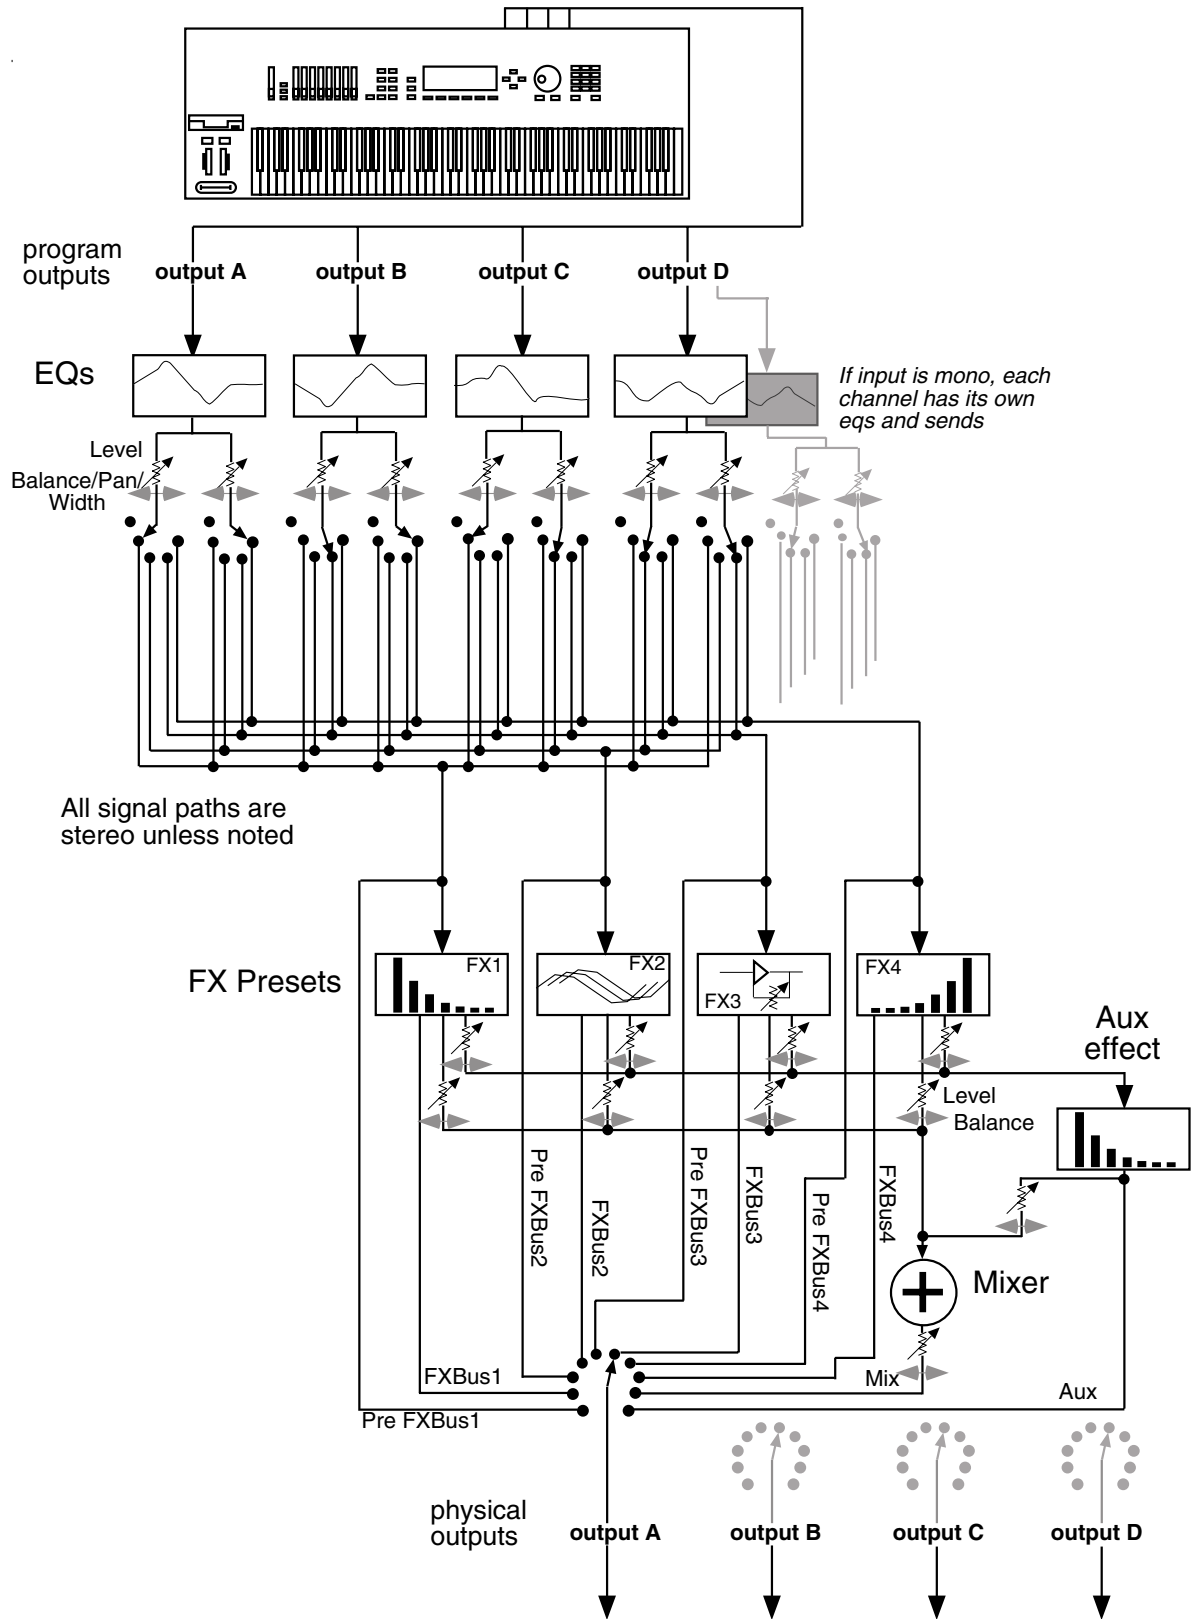 program
outputs
output A
output B
output C
output D
EQs
If input is mono, each
channel has its own
eqs and sends
Level
Balance/Pan/
Width
All signal paths are
stereo unless noted
FX Presets
FX1
FX2
FX3
FX4
Aux
effect
Level
Balance
Pre FXBus2
FXBus2
Pre FXBus3
FXBus3
Pre FXBus4
FXBus4
Mixer
FXBus1
Mix
Aux
Pre FXBus1
physical
outputs
output A
output B
output C
output D